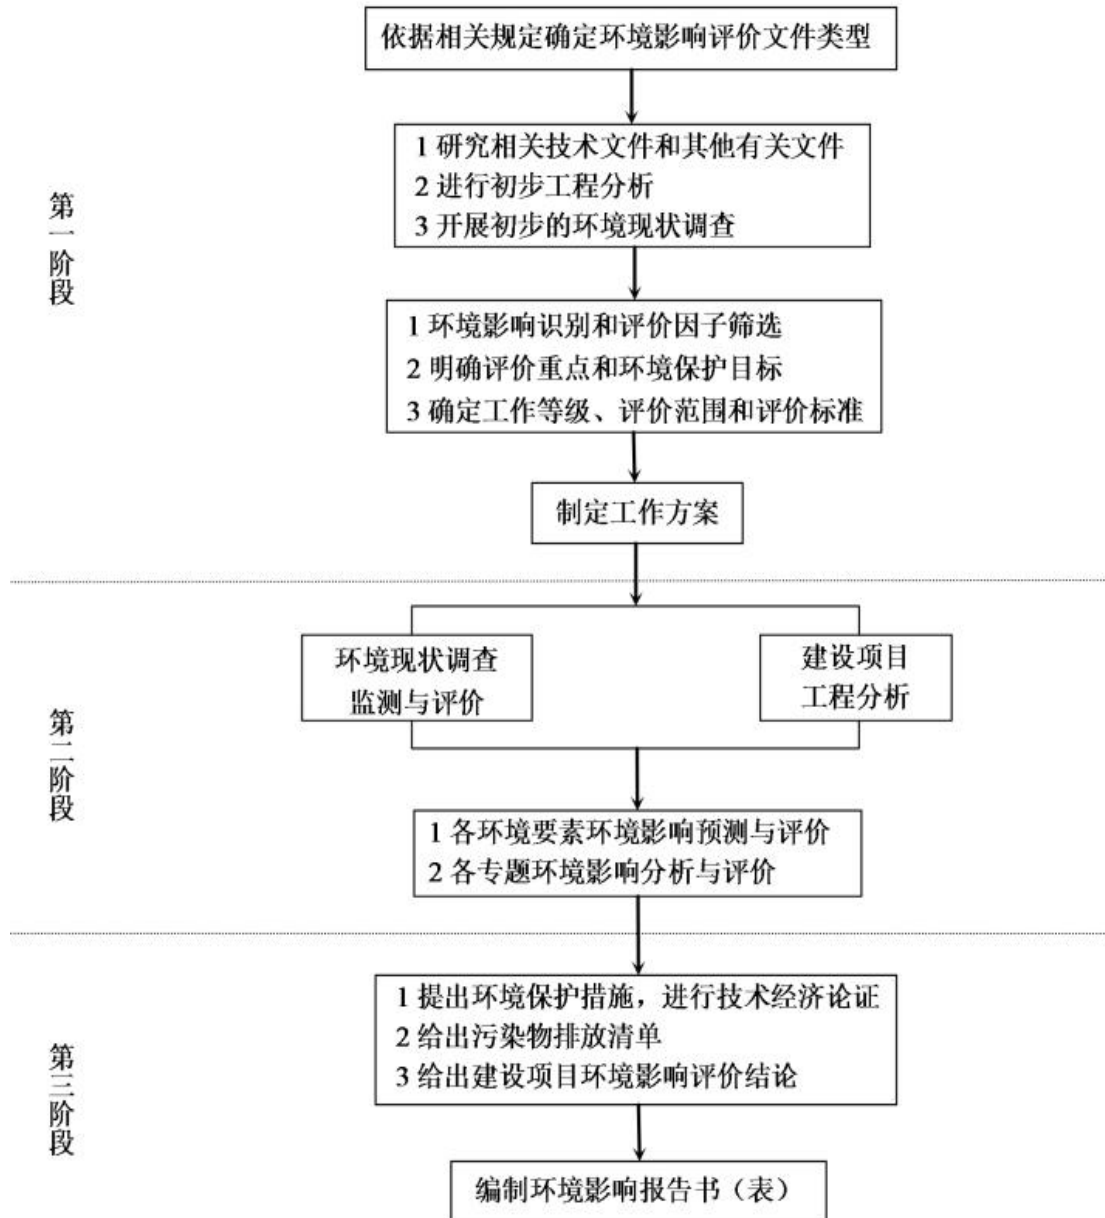 依据相关规定确定环境影响评价文件类型
1 研究相关技术文件和其他有关文件
2 进行初步工程分析
3 开展初步的环境现状调查
第一阶段
1 环境影响识别和评价因子筛选
2 明确评价重点和环境保护目标
3 确定工作等级、评价范围和评价标准
制定工作方案
环境现状调查
监测与评价
建设项目
工程分析
第二阶段
1 各环境要素环境影响预测与评价
2 各专题环境影响分析与评价
1 提出环境保护措施，进行技术经济论证
2 给出污染物排放清单
3 给出建设项目环境影响评价结论
第三阶段
编制环境影响报告书（表）